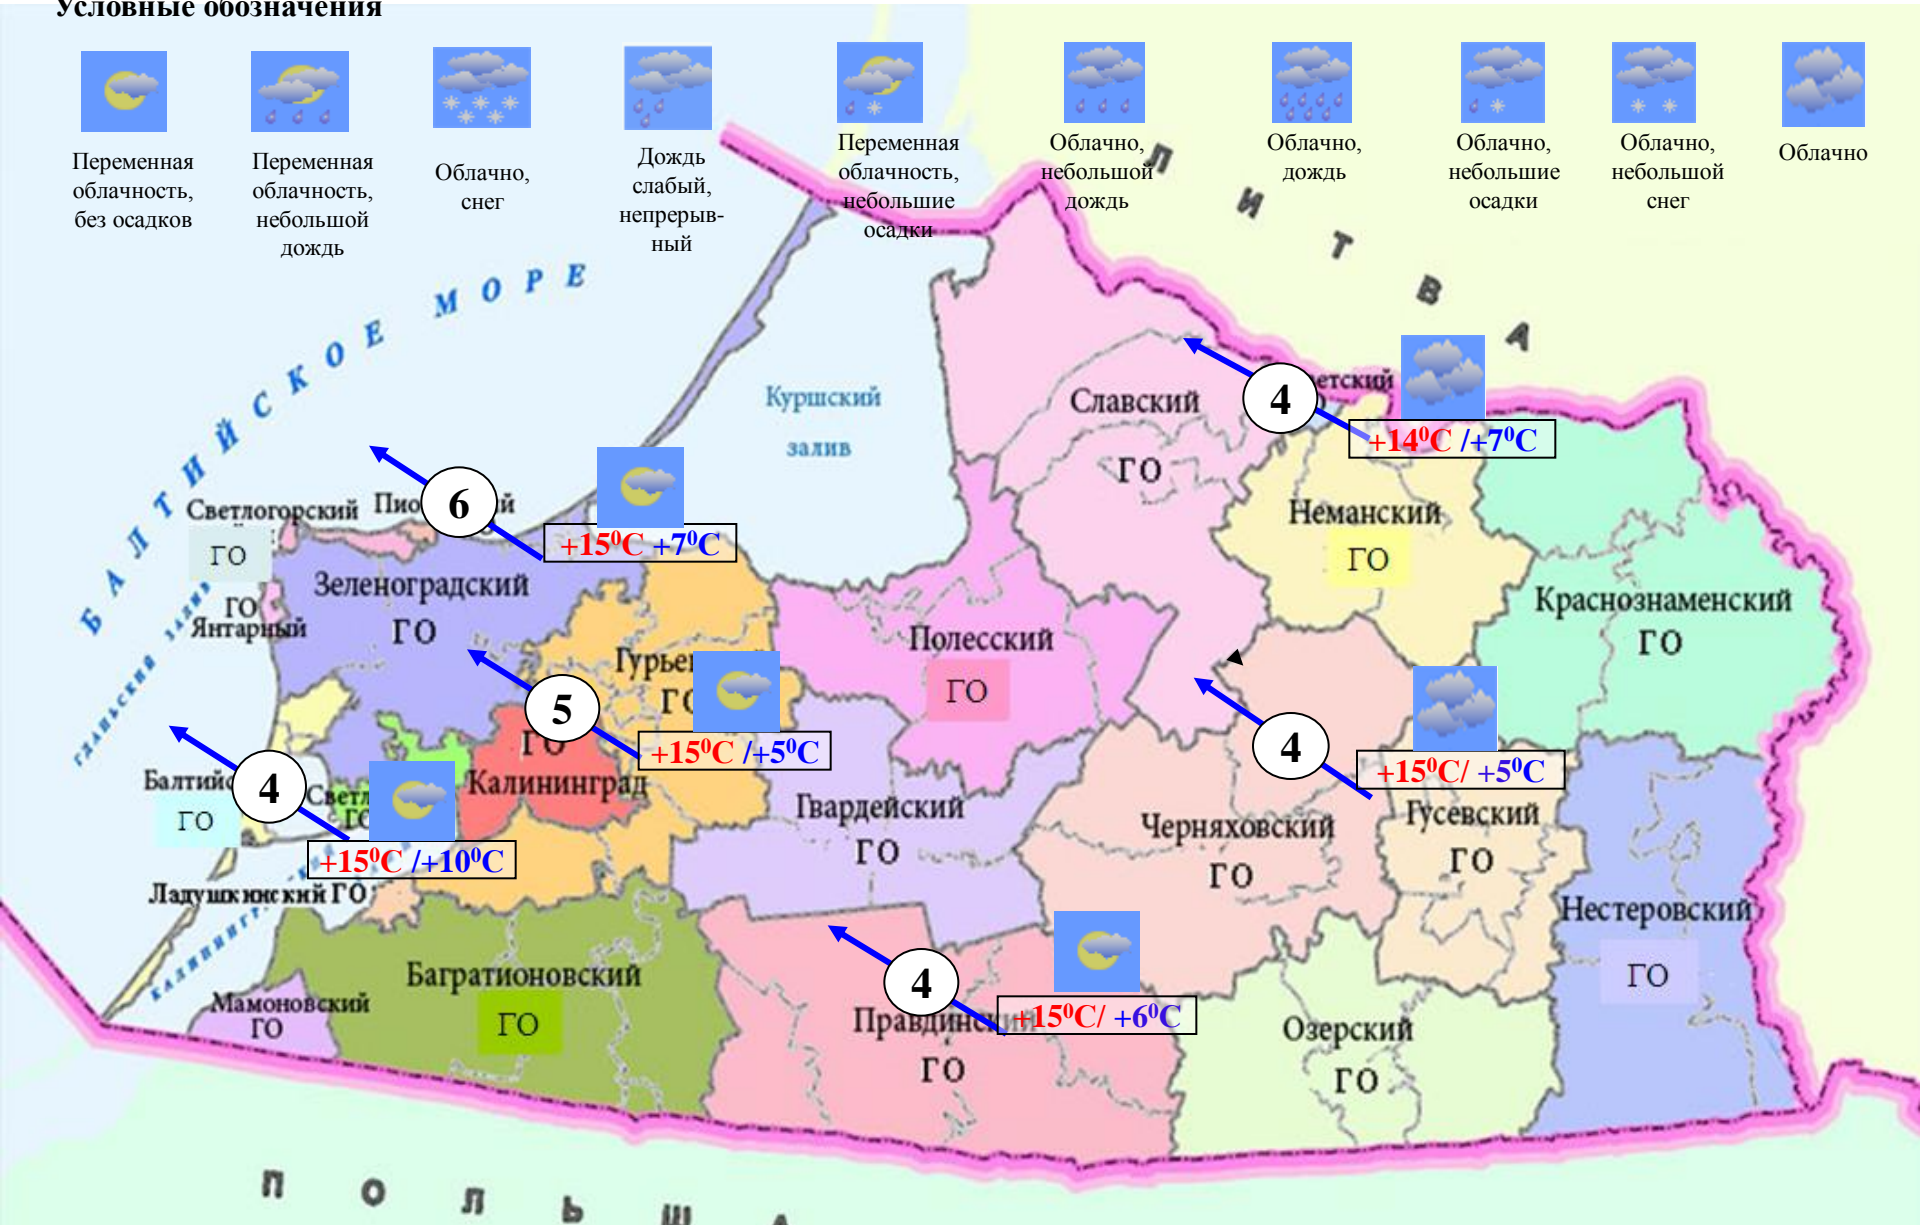 Условные обозначения
Переменная
облачность,
без осадков
Переменная
облачность,
небольшой
дождь
Облачно,
снег
Дождь
слабый,
непрерыв-
ный
Переменная
облачность,
небольшие
осадки
Облачно,
небольшой
дождь
Облачно,
дождь
Облачно,
небольшие
осадки
Облачно,
небольшой
снег
Облачно
ЛИТВА
БАЛТИЙСКОЕ МОРЕ
Куршский
залив
Славский
ГО
4
+14⁰С /+7⁰С
6
+15⁰С +7⁰С
Светлогорский
ГО
Неманский
ГО
Зеленоградский
ГО
ГО
Янтарный
Краснознаменский
ГО
Полесский
ГО
5
+15⁰С /+5⁰С
ГО
Калининград
4
+15⁰С/ +5⁰С
4
+15⁰С /+10⁰С
ГО
ГО
Гвардейский
ГО
Черняховский
ГО
Гусевский
ГО
Ладушкинский ГО
Нестеровский
ГО
Багратионовский
ГО
Мамоновский
ГО
4
+15⁰С/ +6⁰С
Правдинский
ГО
Озерский
ГО
ПОЛЬША